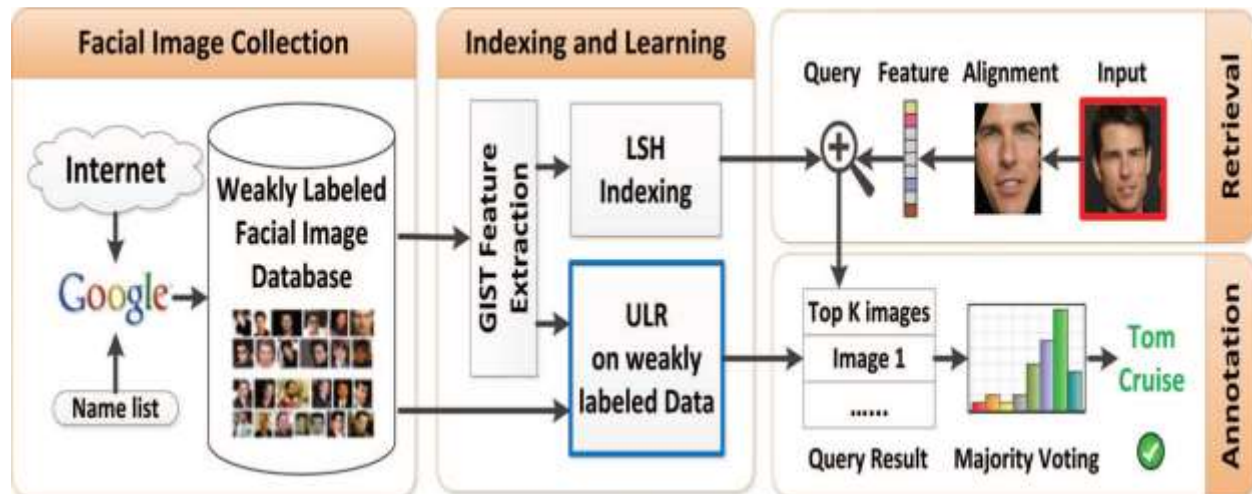 Facial Image Collection
Internet
Google
Name list
Weakly Labeled
Facial Image
Database
Indexing and Learning
GIST Feature
Extraction
LSH
Indexing
ULR
on weakly
labeled Data
Query
Feature
Alignment
Input
Retrieval
Top K images
Image 1
......
Query Result
Majority Voting
Tom
Cruise
Annotation